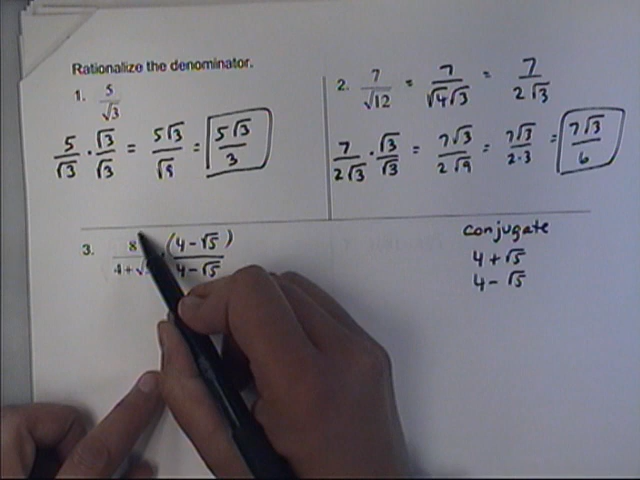 Rationalize the denominator.
1. 5/√3
5/√3 · √3/√3 = 5√3/√9 = 5√3/3
2. 7/√12 = 7/√4√3 = 7/2√3
7/2√3 · √3/√3 = 7√3/2√9 = 7√3/2·3 = 7√3/6
3. 8/4+√ · (4-√5)/4-√5
conjugate
4+√5
4-√5